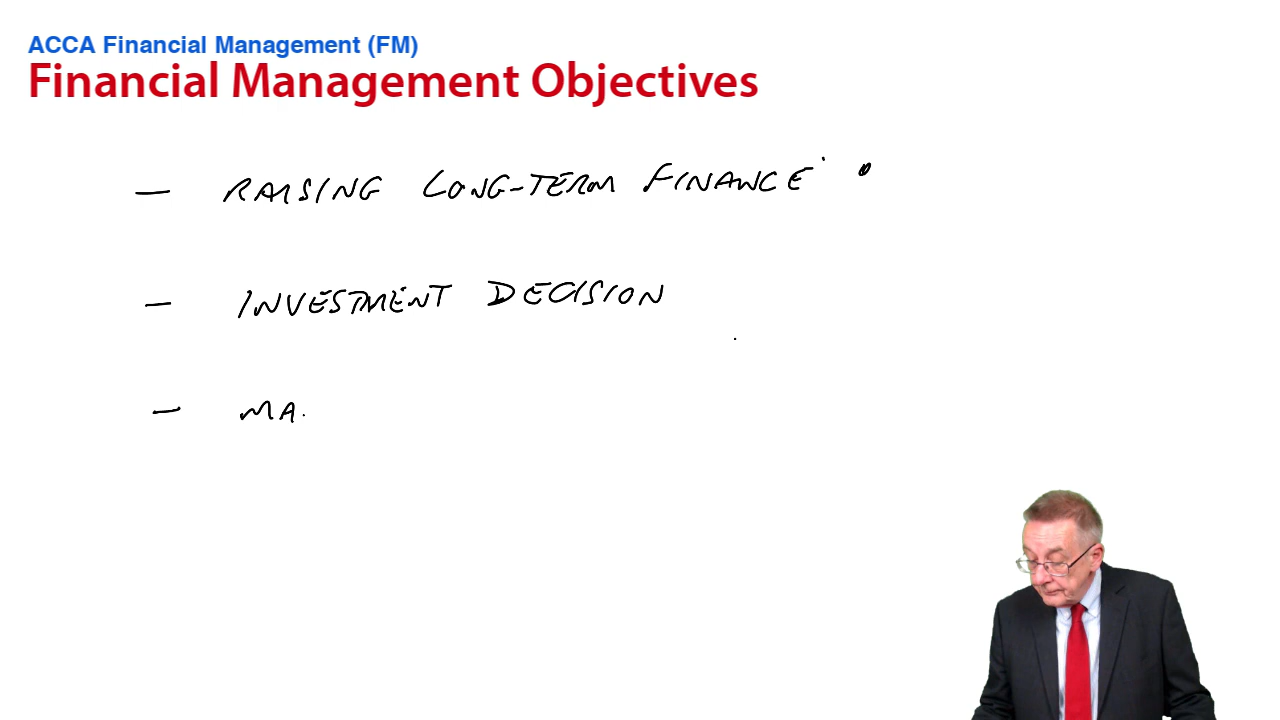 ACCA Financial Management (FM)
Financial Management Objectives
– RAISING LONG-TERM FINANCE
– INVESTMENT DECISION
– MA